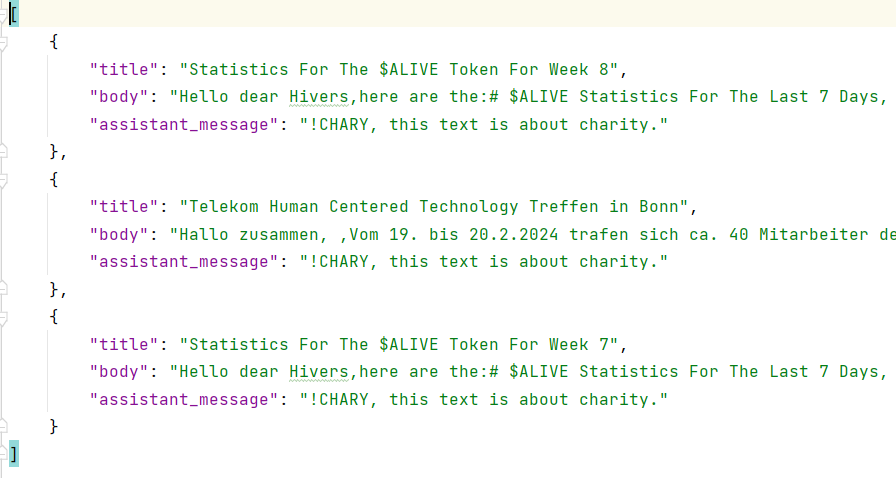 [
{
"title": "Statistics For The $ALIVE Token For Week 8",
"body": "Hello dear Hivers,here are the:# $ALIVE Statistics For The Last 7 Days,
"assistant_message": "!CHARY, this text is about charity."
},
{
"title": "Telekom Human Centered Technology Treffen in Bonn",
"body": "Hallo zusammen, ,Vom 19. bis 20.2.2024 trafen sich ca. 40 Mitarbeiter de
"assistant_message": "!CHARY, this text is about charity."
},
{
"title": "Statistics For The $ALIVE Token For Week 7",
"body": "Hello dear Hivers,here are the:# $ALIVE Statistics For The Last 7 Days,
"assistant_message": "!CHARY, this text is about charity."
}
]